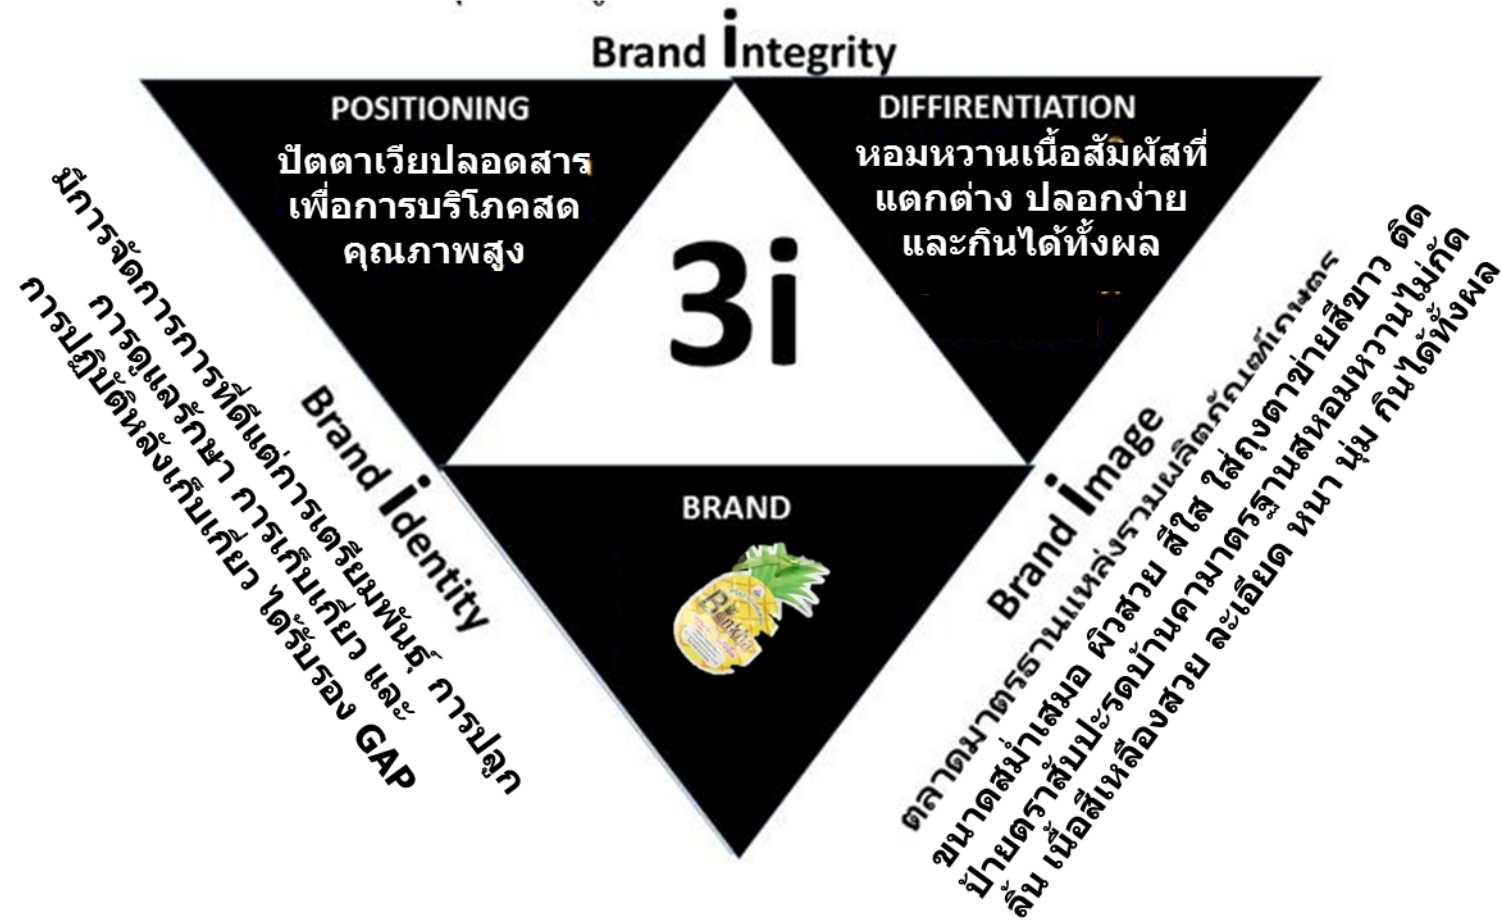 Brand integrity
POSITIONING
ปัตตาเวียปลอดสาร
เพื่อการบริโภคสด
คุณภาพสูง
DIFFIRENTIATION
หอมหวานเนื้อสัมผัสที่
แตกต่าง ปลอกง่าย
และกินได้ทั้งผล
3i
มีการจัดการการที่ดีแต่การเตรียมพันธุ์ การปลูก
การดูแลรักษา การเก็บเกี่ยว และ
การปฏิบัติหลังเก็บเกี่ยว ได้รับรอง GAP
Brand identity
BRAND
Brand image
ตลาดมาตรฐานแหล่งรวมผลิตภัณฑ์เกษตร
ขนาดสม่ำเสมอ ผิวสวย สีใส ใส่ถุงตาข่ายสีขาว ติด
ป้ายตราสับปะรดบ้านคามาตรฐานสหอมหวานไม่กัด
ลิ้น เนื้อสีเหลืองสวย ละเอียด หนา นุ่ม กินได้ทั้งผล